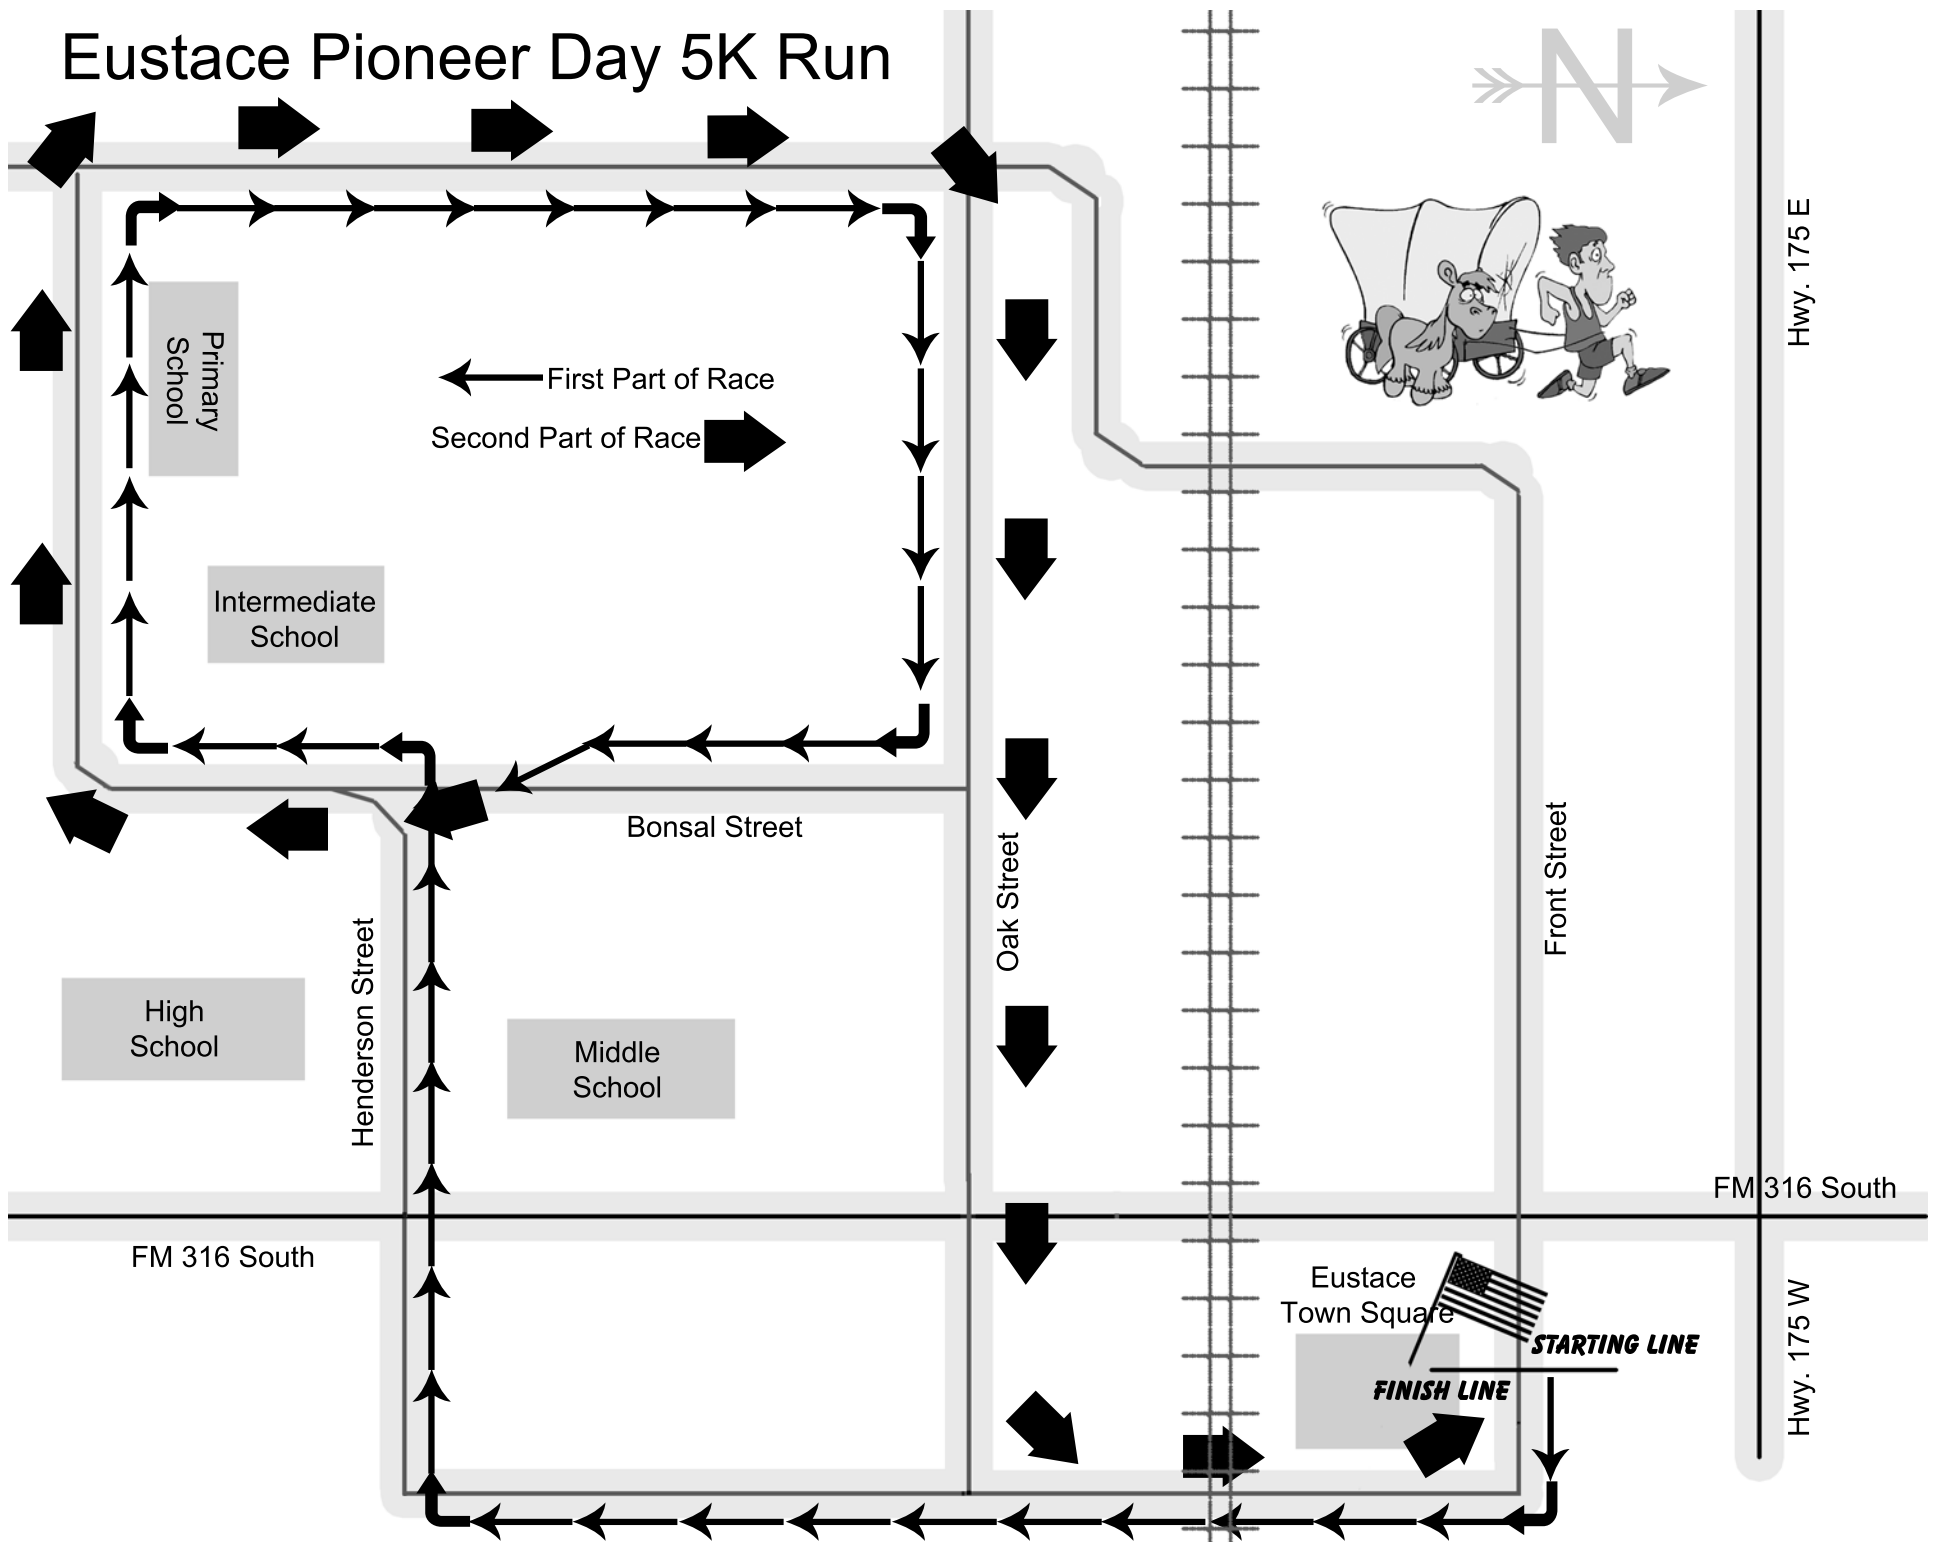 Eustace Pioneer Day 5K Run
N
Hwy. 175 E
Primary
School
First Part of Race
Second Part of Race
Intermediate
School
Bonsal Street
Oak Street
Front Street
Henderson Street
High
School
Middle
School
FM 316 South
FM 316 South
Eustace
Town Square
STARTING LINE
FINISH LINE
Hwy. 175 W